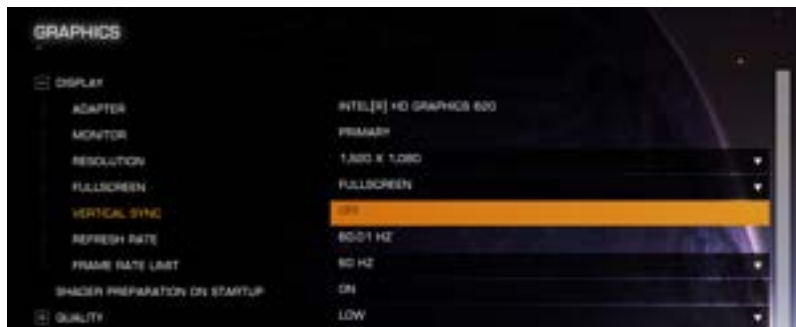 GRAPHICS
DISPLAY
ADAPTER INTEL[R] HD GRAPHICS 620
MONITOR PRIMARY
RESOLUTION 1,920 X 1,080
FULLSCREEN FULLSCREEN
VERTICAL SYNC OFF
REFRESH RATE 60.01 HZ
FRAME RATE LIMIT 60 HZ
SHADER PREPARATION ON STARTUP ON
QUALITY LOW